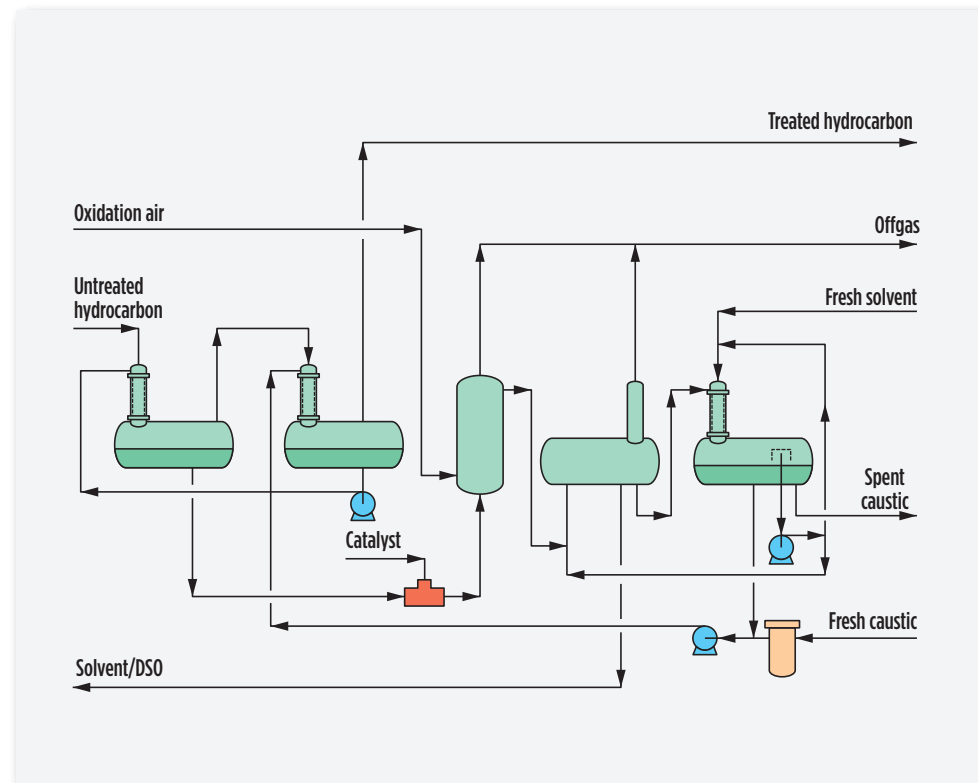 Treated hydrocarbon
Oxidation air
Offgas
Untreated
hydrocarbon
Fresh solvent
Spent
caustic
Catalyst
Fresh caustic
Solvent/DSO